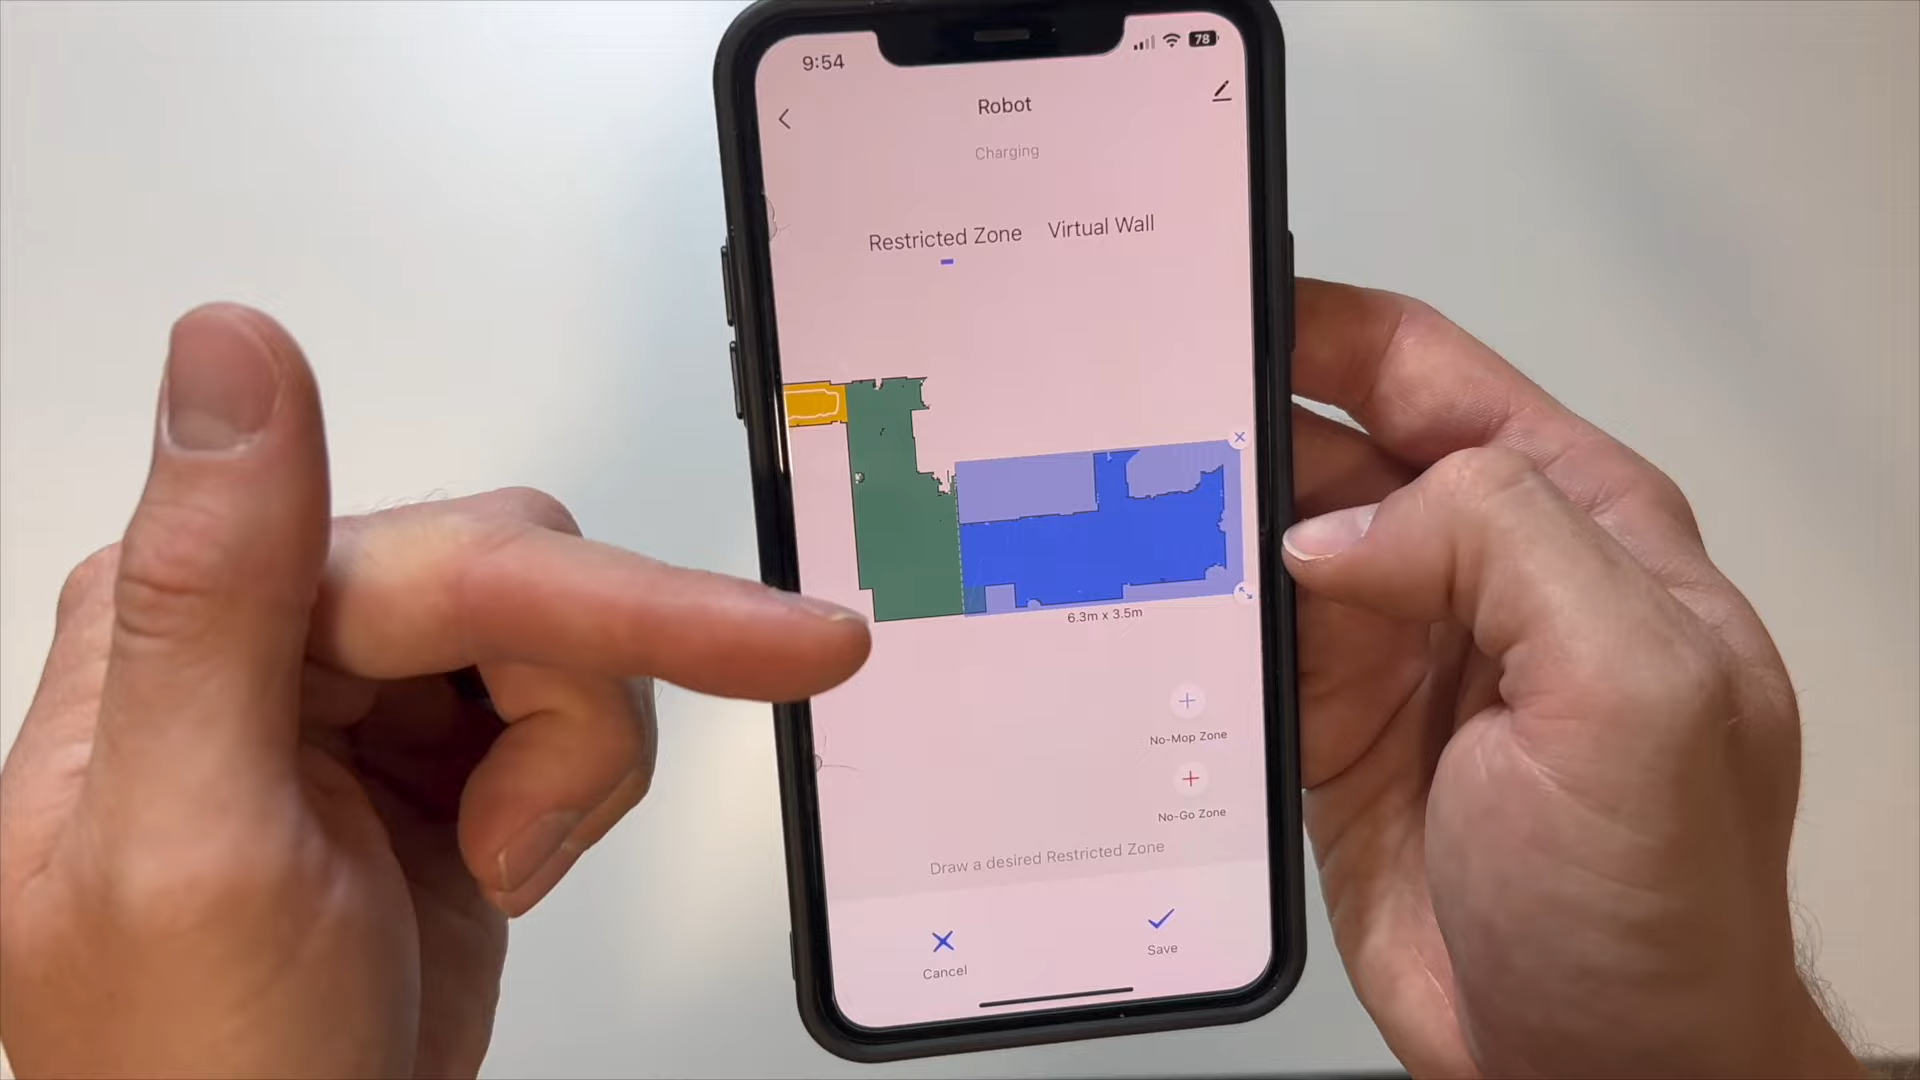 9:54
78
Robot
Charging
Restricted Zone
Virtual Wall
6.3m x 3.5m
No-Mop Zone
No-Go Zone
Draw a desired Restricted Zone
Cancel
Save